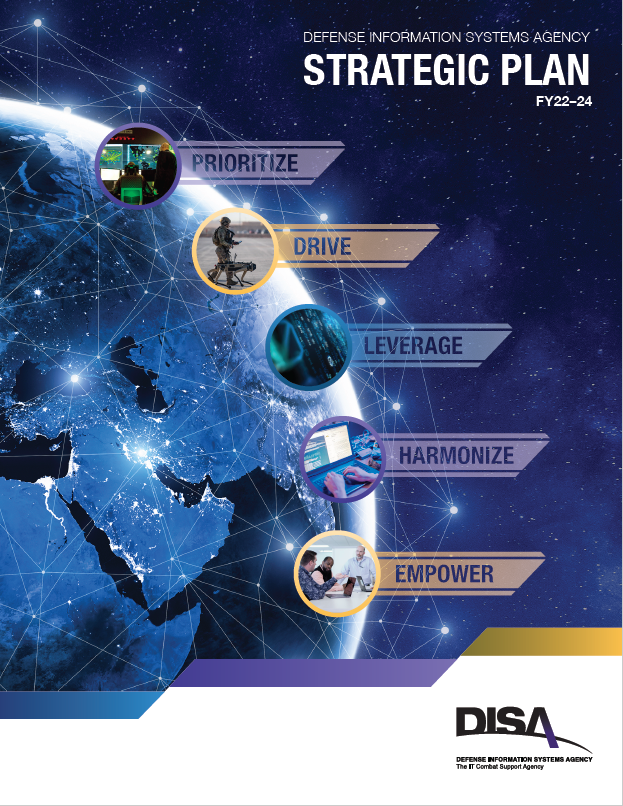 DEFENSE INFORMATION SYSTEMS AGENCY
STRATEGIC PLAN
FY22–24
PRIORITIZE
DRIVE
LEVERAGE
HARMONIZE
EMPOWER
DISA
DEFENSE INFORMATION SYSTEMS AGENCY
The IT Combat Support Agency